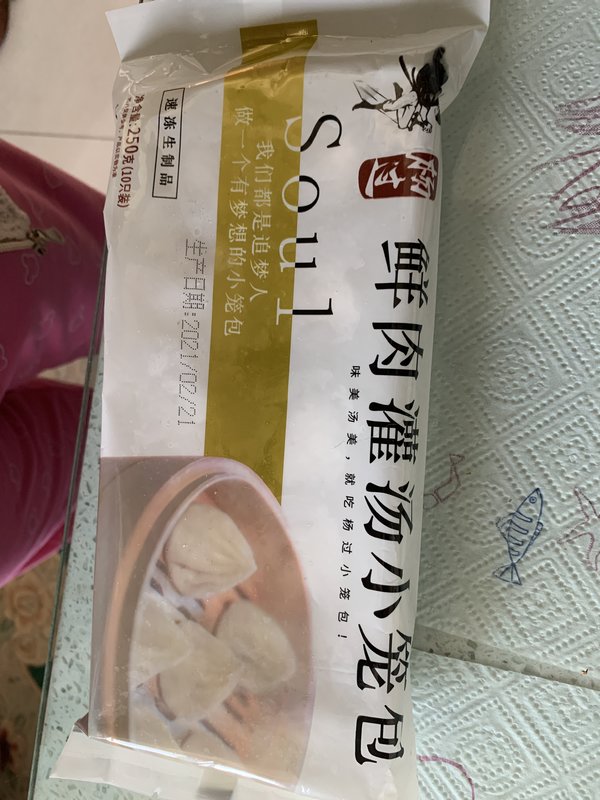 杨过
鲜肉灌汤小笼包
味美汤美，就吃杨过小笼包！
Soul
我们都是追梦人
做一个有梦想的小笼包
生产日期:2021/02/21
速冻生制品
净含量:250克(10只装)